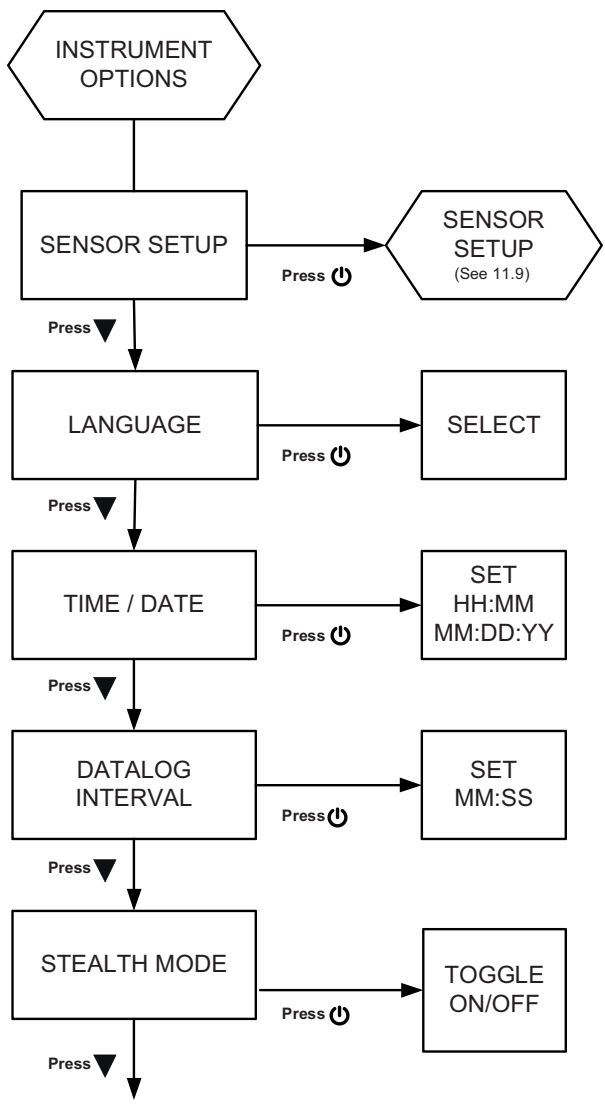 INSTRUMENT
OPTIONS
SENSOR SETUP
Press
SENSOR
SETUP
(See 11.9)
Press
LANGUAGE
Press
SELECT
Press
TIME / DATE
Press
SET
HH:MM
MM:DD:YY
Press
DATALOG
INTERVAL
Press
SET
MM:SS
Press
STEALTH MODE
Press
TOGGLE
ON/OFF
Press